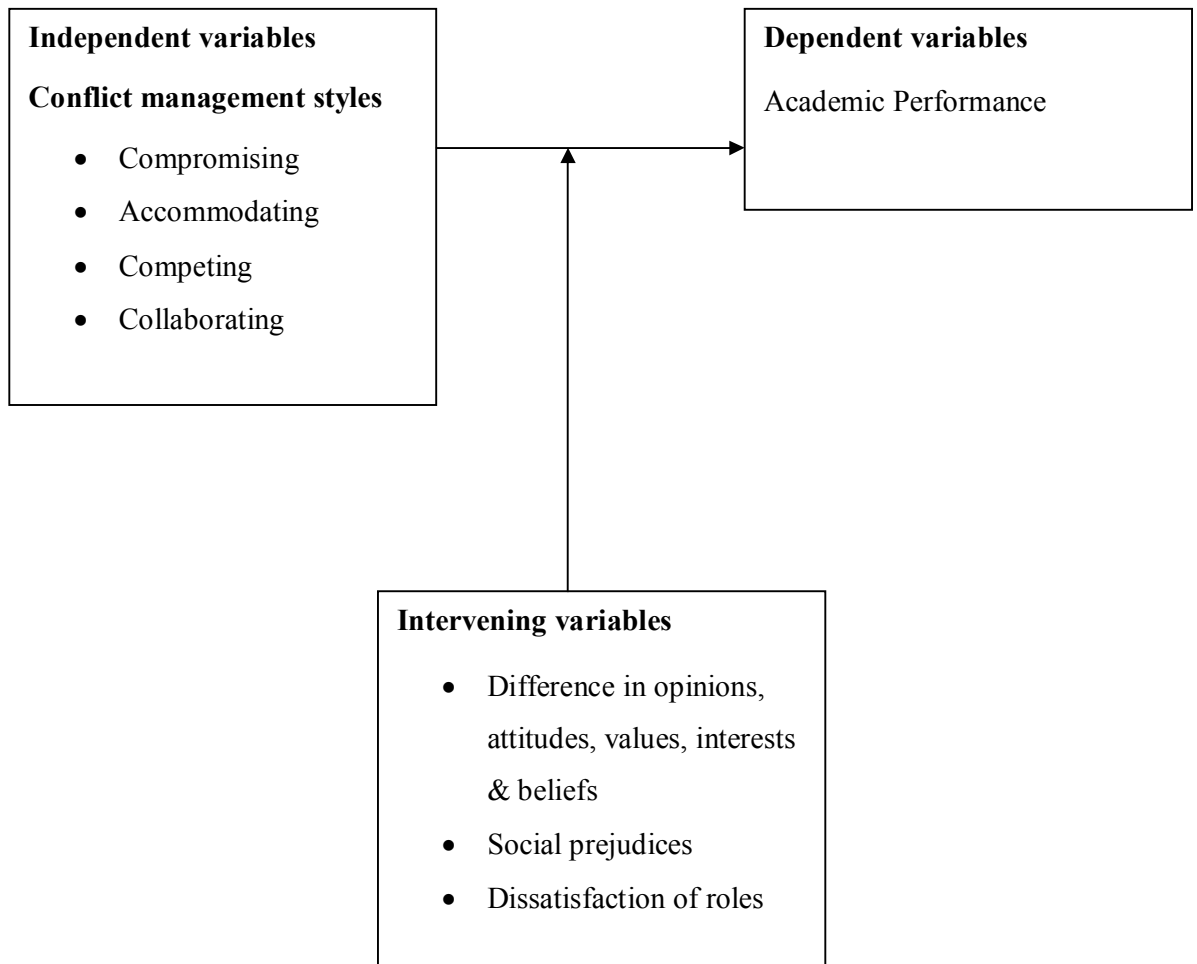 Independent variables
Conflict management styles
• Compromising
• Accommodating
• Competing
• Collaborating
Dependent variables
Academic Performance
Intervening variables
• Difference in opinions,
attitudes, values, interests
& beliefs
• Social prejudices
• Dissatisfaction of roles